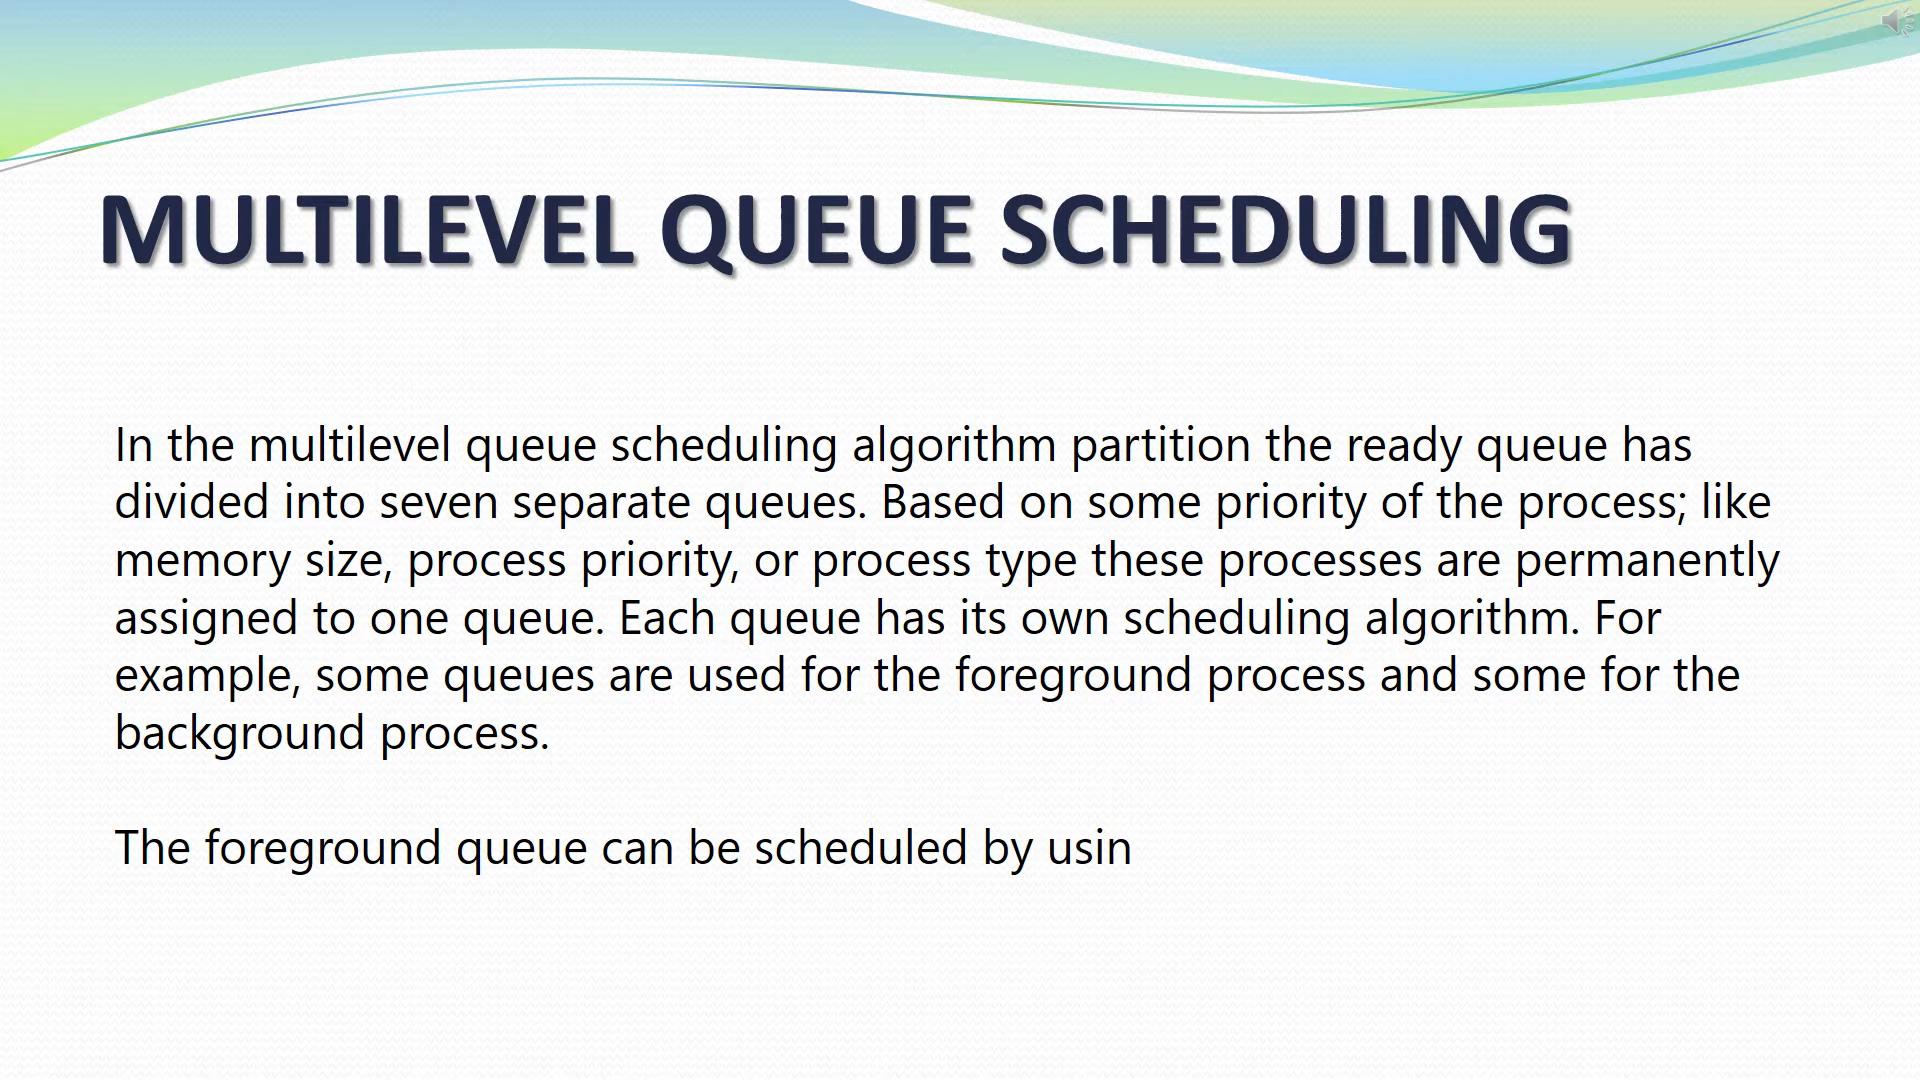 MULTILEVEL QUEUE SCHEDULING
In the multilevel queue scheduling algorithm partition the ready queue has
divided into seven separate queues. Based on some priority of the process; like
memory size, process priority, or process type these processes are permanently
assigned to one queue. Each queue has its own scheduling algorithm. For
example, some queues are used for the foreground process and some for the
background process.
The foreground queue can be scheduled by usin